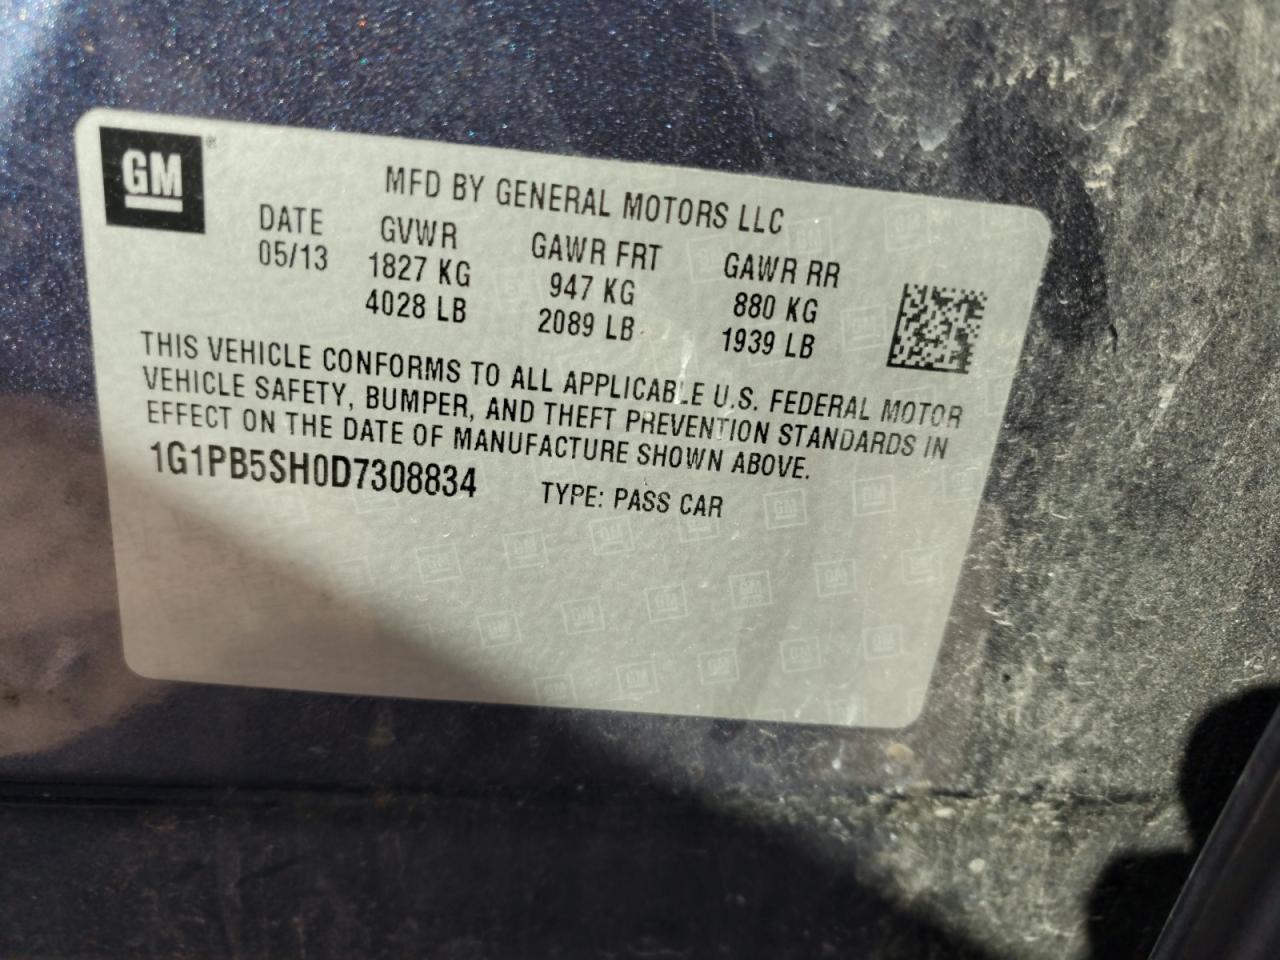 GM
MFD BY GENERAL MOTORS LLC
DATE GVWR GAWR FRT GAWR RR
05/13 1827 KG 947 KG 880 KG
4028 LB 2089 LB 1939 LB
THIS VEHICLE CONFORMS TO ALL APPLICABLE U.S. FEDERAL MOTOR
VEHICLE SAFETY, BUMPER, AND THEFT PREVENTION STANDARDS IN
EFFECT ON THE DATE OF MANUFACTURE SHOWN ABOVE.
1G1PB5SH0D7308834 TYPE: PASS CAR